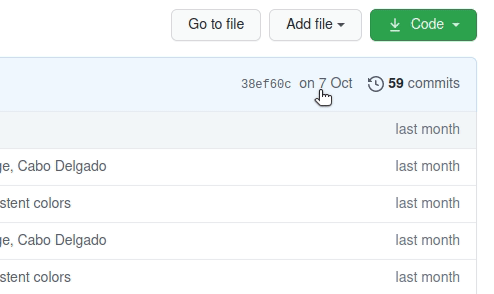 Go to file Add file Code
38ef60c on 7 Oct 59 commits
last month
ge, Cabo Delgado last month
stent colors last month
ge, Cabo Delgado last month
stent colors last month